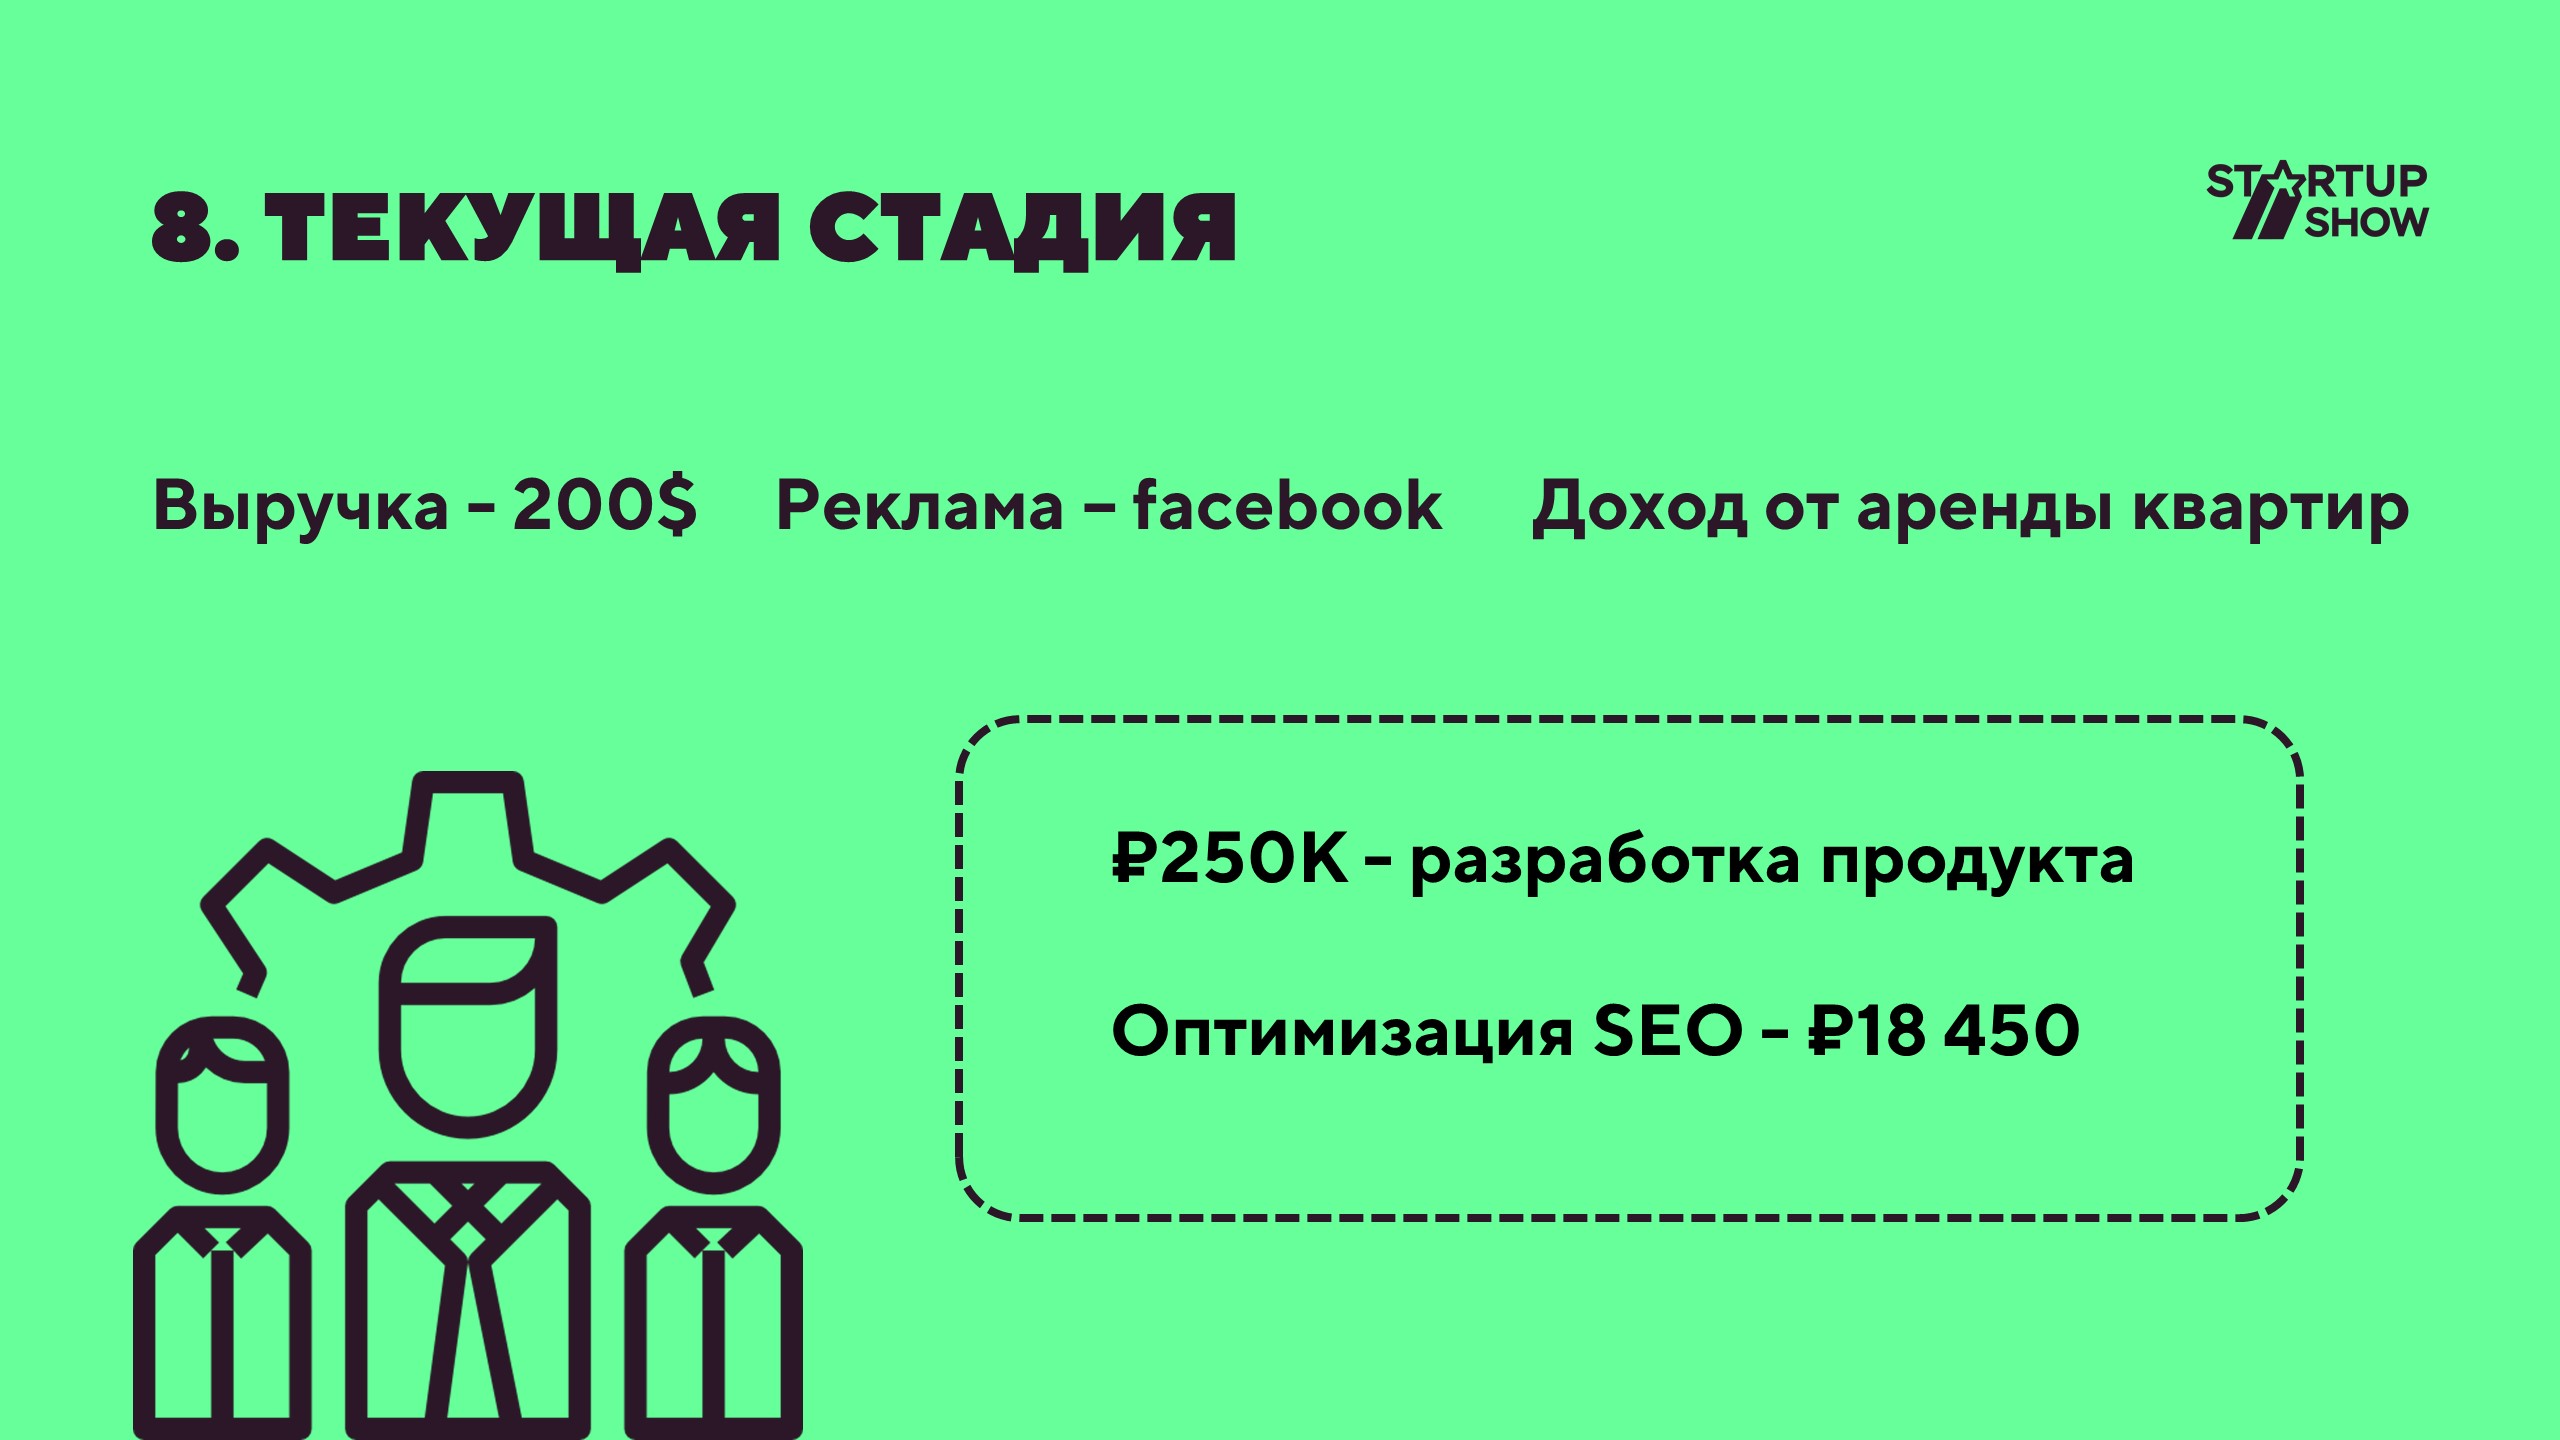 8. ТЕКУЩАЯ СТАДИЯ
STARTUP
SHOW
Выручка - 200$ Реклама – facebook Доход от аренды квартир
₽250K - разработка продукта
Оптимизация SEO - ₽18 450